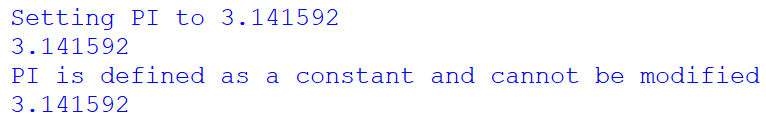 Setting PI to 3.141592
3.141592
PI is defined as a constant and cannot be modified
3.141592